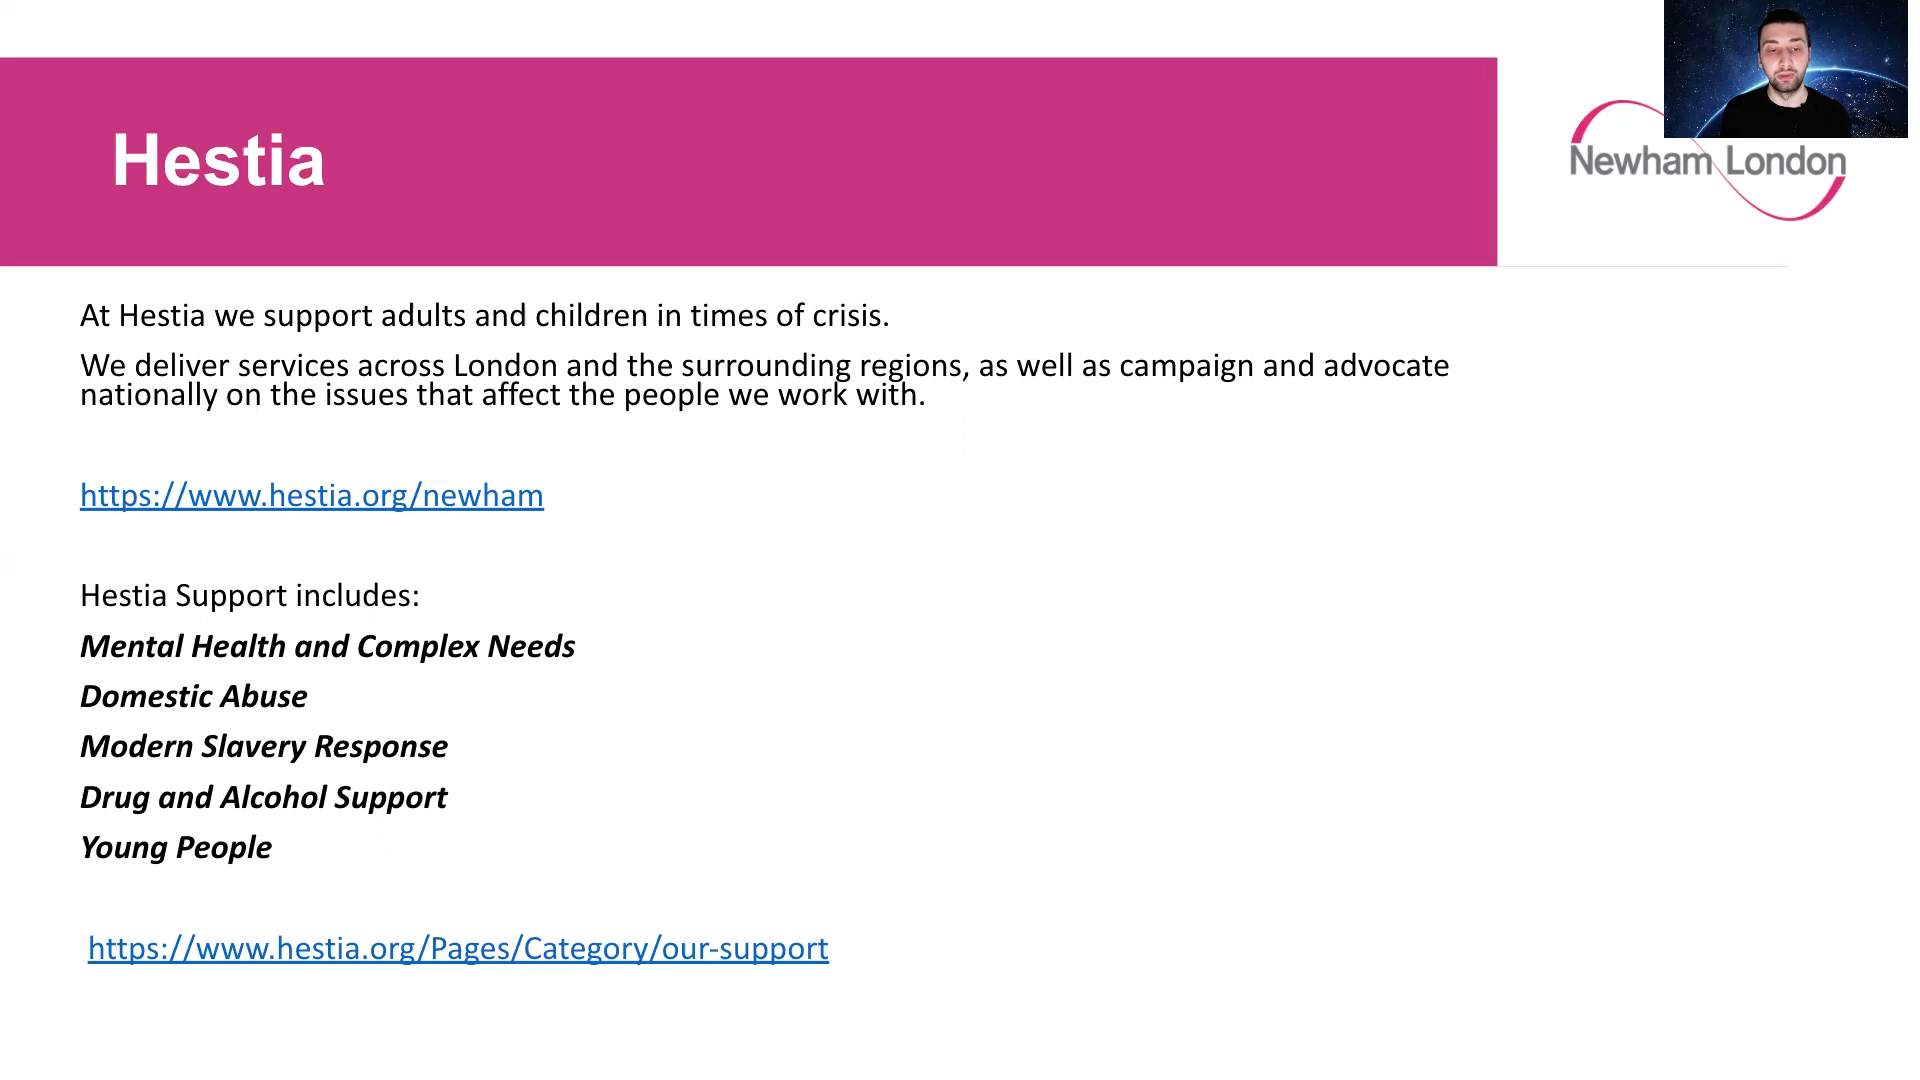 Hestia
Newham London
At Hestia we support adults and children in times of crisis.
We deliver services across London and the surrounding regions, as well as campaign and advocate
nationally on the issues that affect the people we work with.
https://www.hestia.org/newham
Hestia Support includes:
Mental Health and Complex Needs
Domestic Abuse
Modern Slavery Response
Drug and Alcohol Support
Young People
https://www.hestia.org/Pages/Category/our-support